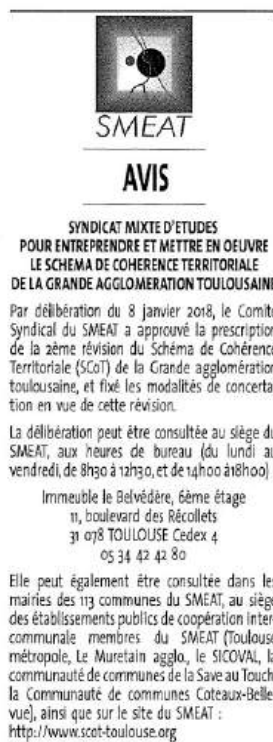 SMEAT
AVIS
SYNDICAT MIXTE D'ETUDES
POUR ENTREPRENDRE ET METTRE EN OEUVRE
LE SCHEMA DE COHERENCE TERRITORIALE
DE LA GRANDE AGGLOMERATION TOULOUSAINE
Par délibération du 8 janvier 2018, le Comité
Syndical du SMEAT a approuvé la prescription
de la 2ème révision du Schéma de Cohérence
Territoriale (SCoT) de la Grande agglomération
toulousaine, et fixé les modalités de concerta-
tion en vue de cette révision.
La délibération peut être consultée au siège du
SMEAT, aux heures de bureau (du lundi au
vendredi, de 8h30 à 12h30, et de 14h00 à18h00)
Immeuble le Belvédère, 6ème étage
11, boulevard des Récollets
31 078 TOULOUSE Cedex 4
05 34 42 42 80
Elle peut également être consultée dans les
mairies des 113 communes du SMEAT, au siège
des établissements publics de coopération inter-
communale membres du SMEAT (Toulouse
métropole, Le Muretain agglo., le SICOVAL, la
communauté de communes de la Save au Touch,
la Communauté de communes Coteaux-Belle-
vue), ainsi que sur le site du SMEAT :
http://www.scot-toulouse.org